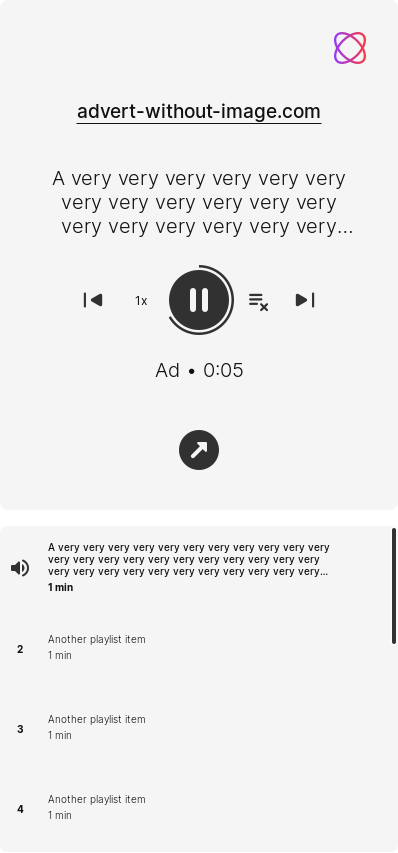 advert-without-image.com
A very very very very very very
very very very very very very
very very very very very very...
1x
Ad • 0:05
A very very very very very very very very very very very
very very very very very very very very very very very
very very very very very very very very very very very...
1 min
2
Another playlist item
1 min
3
Another playlist item
1 min
4
Another playlist item
1 min